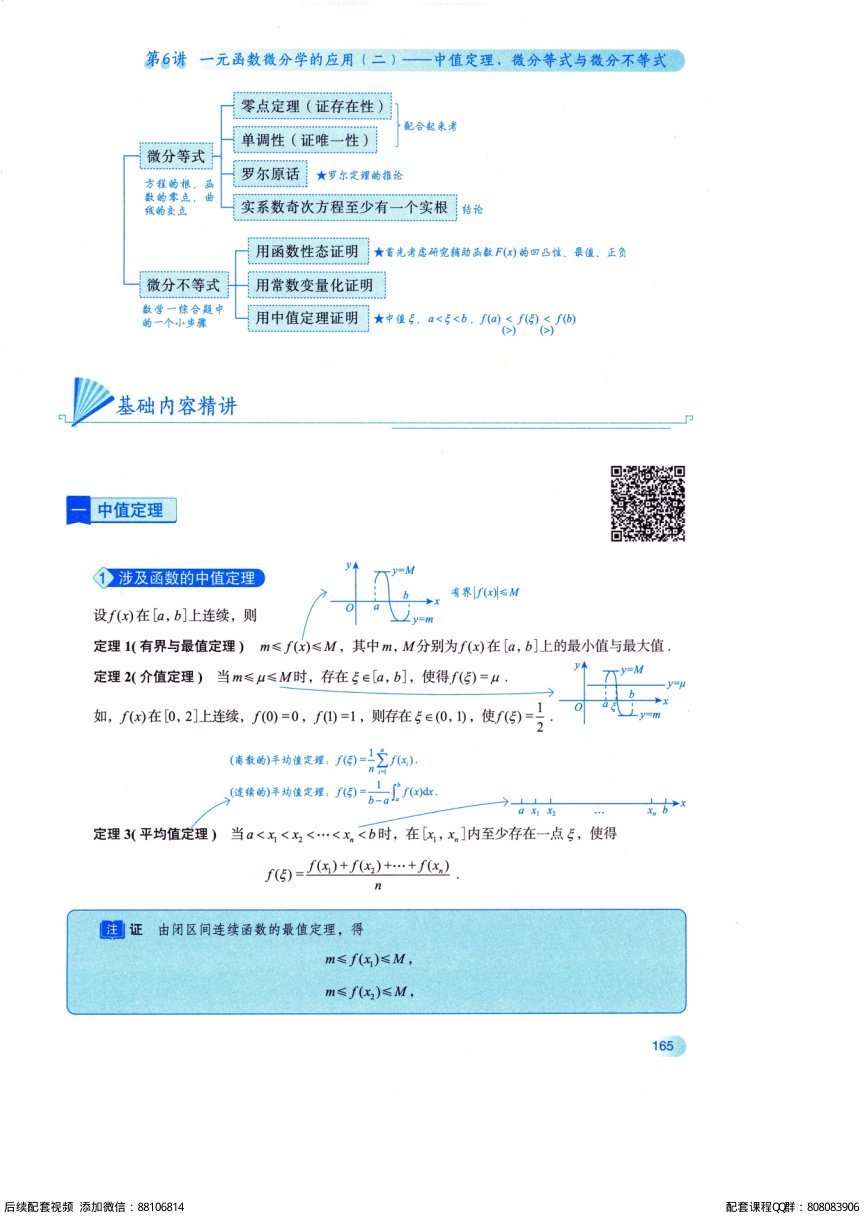 第6讲 一元函数微分学的应用(二)——中值定理、微分等式与微分不等式
微分等式
方程的根,函
数的零点,曲
线的交点
零点定理(证存在性)
单调性(证唯一性)
配合起来考
罗尔原话 ★罗尔定理的推论
实系数奇次方程至少有一个实根 结论
微分不等式
数学一综合题中
的一个小步骤
用函数性态证明 ★首先考虑研究辅助函数F(x)的凹凸性、最值、正负
用常数变量化证明
用中值定理证明 ★中值ξ,a<ξ<b,f(a)<f(ξ)<f(b)
(>) (>)
基础内容精讲
一 中值定理
1 涉及函数的中值定理
y y=M
O a b x
y=m
有界|f(x)|≤M
设f(x)在[a, b]上连续,则
定理1(有界与最值定理) m≤f(x)≤M,其中m, M分别为f(x)在[a, b]上的最小值与最大值.
定理2(介值定理) 当m≤μ≤M时,存在ξ∈[a, b],使得f(ξ)=μ.
y y=M
y=μ
O a ξ b x
y=m
如,f(x)在[0, 2]上连续,f(0)=0,f(1)=1,则存在ξ∈(0, 1),使f(ξ)=1/2.
(离散的)平均值定理:f(ξ)=1/n ∑_{i=1}^{n} f(x_i).
(连续的)平均值定理:f(ξ)=1/(b-a) ∫_a^b f(x)dx.
a x₁ x₂ … xₙ b x
定理3(平均值定理) 当a<x₁<x₂<⋯<xₙ<b时,在[x₁, xₙ]内至少存在一点ξ,使得
f(ξ)=(f(x₁)+f(x₂)+⋯+f(xₙ))/n.
注 证 由闭区间连续函数的最值定理,得
m≤f(x₁)≤M,
m≤f(x₂)≤M,
165
后续配套视频 添加微信:88106814
配套课程QQ群:808083906